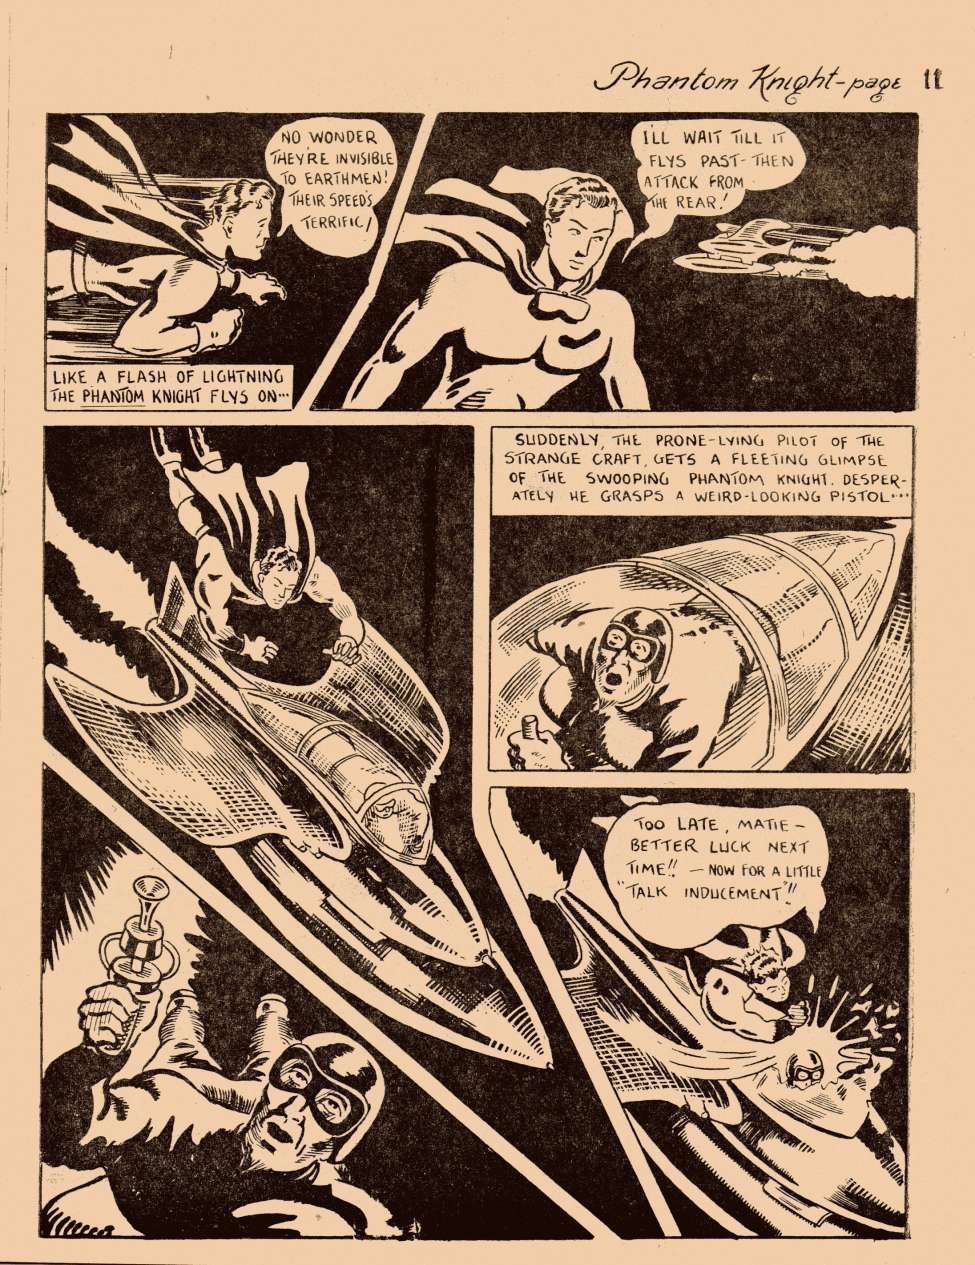 Phantom Knight-page 11
NO WONDER
THEY'RE INVISIBLE
TO EARTHMEN!
THEIR SPEED'S
TERRIFIC!
LIKE A FLASH OF LIGHTNING
THE PHANTOM KNIGHT FLYS ON...
I'LL WAIT TILL IT
FLYS PAST-THEN
ATTACK FROM
THE REAR!
SUDDENLY, THE PRONE-LYING PILOT OF THE
STRANGE CRAFT, GETS A FLEETING GLIMPSE
OF THE SWOOPING PHANTOM KNIGHT. DESPER-
ATELY HE GRASPS A WEIRD-LOOKING PISTOL...
TOO LATE, MATIE-
BETTER LUCK NEXT
TIME!! - NOW FOR A LITTLE
"TALK INDUCEMENT"!!